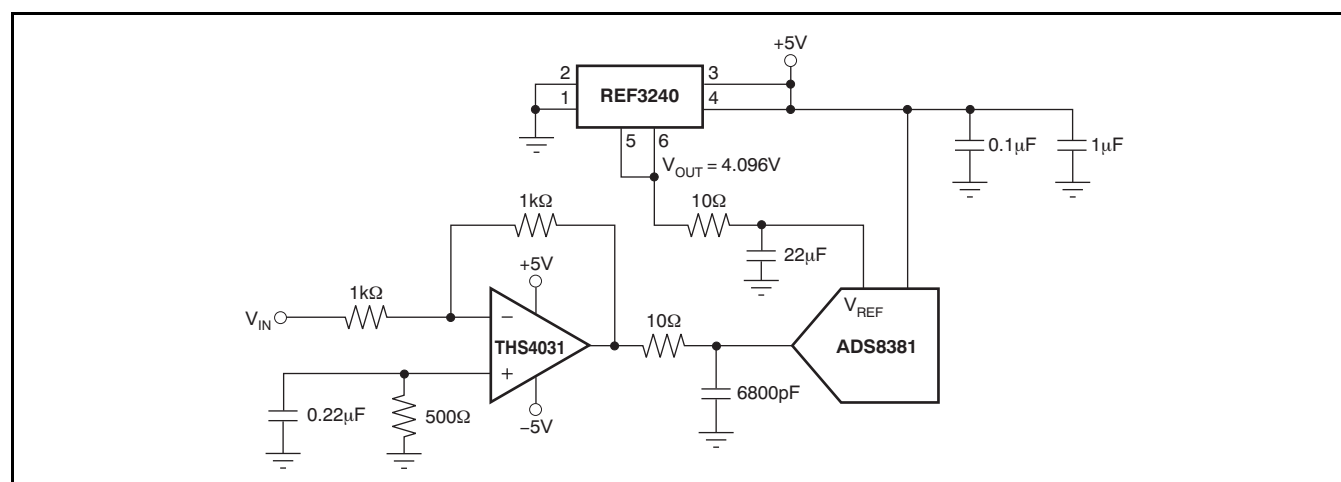 +5V
2
REF3240
3
1
4
5
6
0.1μF
1μF
V_OUT = 4.096V
1kΩ
10Ω
+5V
22μF
1kΩ
V_IN
−
V_REF
10Ω
THS4031
ADS8381
+
6800pF
0.22μF
500Ω
−5V